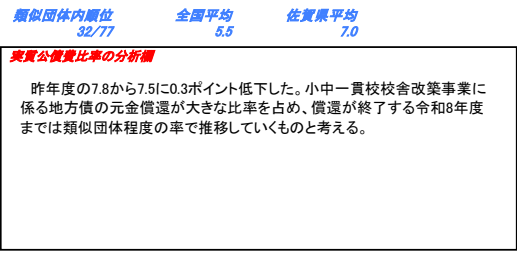 類似団体内順位 全国平均 佐賀県平均
32/77 5.5 7.0
実質公債費比率の分析欄
昨年度の7.8から7.5に0.3ポイント低下した。小中一貫校校舎改築事業に
係る地方債の元金償還が大きな比率を占め、償還が終了する令和8年度
までは類似団体程度の率で推移していくものと考える。